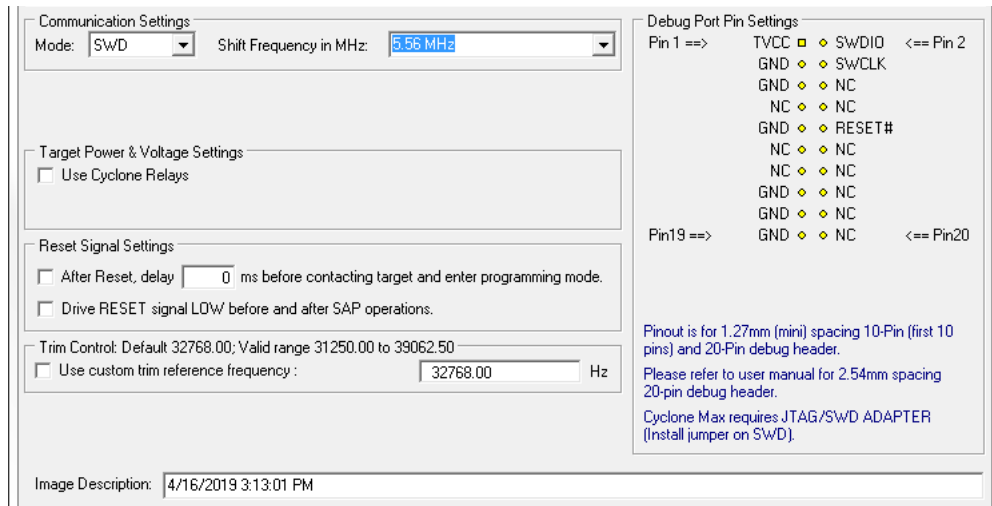 Communication Settings
Mode: SWD Shift Frequency in MHz: 5.56 MHz
Target Power & Voltage Settings
Use Cyclone Relays
Reset Signal Settings
After Reset, delay 0 ms before contacting target and enter programming mode.
Drive RESET signal LOW before and after SAP operations.
Trim Control: Default 32768.00; Valid range 31250.00 to 39062.50
Use custom trim reference frequency : 32768.00 Hz
Debug Port Pin Settings
Pin 1 ==> TVCC SWDIO <== Pin 2
GND SWCLK
GND NC
NC NC
GND RESET#
NC NC
NC NC
GND NC
GND NC
Pin19 ==> GND NC <== Pin20
Pinout is for 1.27mm (mini) spacing 10-Pin (first 10
pins) and 20-Pin debug header.
Please refer to user manual for 2.54mm spacing
20-pin debug header.
Cyclone Max requires JTAG/SWD ADAPTER
(Install jumper on SWD).
Image Description: 4/16/2019 3:13:01 PM